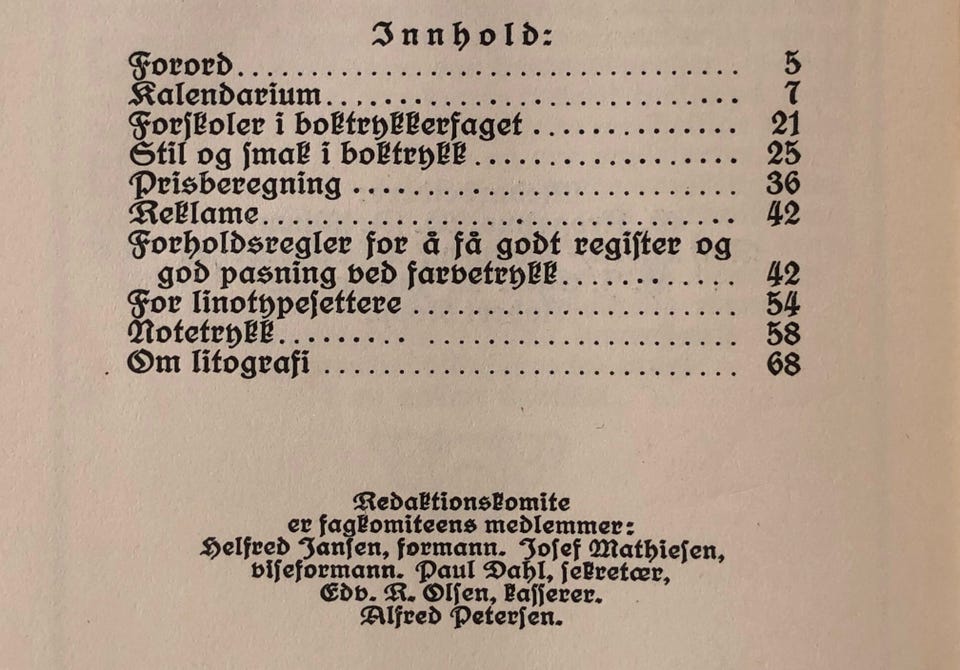 Innhold:
Forord............................ 5
Kalendarium....................... 7
Forskoler i boktrykkerfaget .............. 21
Stil og smak i boktrykk.................. 25
Prisberegning ........................ 36
Reklame............................. 42
Forholdsregler for å få godt register og
god pasning ved farvetrykk............ 42
For linotypesettere ..................... 54
Notetrykk......... ................... 58
Om litografi .......................... 68
Redaktionskomite
er fagkomiteens medlemmer:
Helfred Jansen, formann. Josef Mathiesen,
viseformann. Paul Dahl, sekretær,
Edv. R. Olsen, kasserer.
Alfred Petersen.